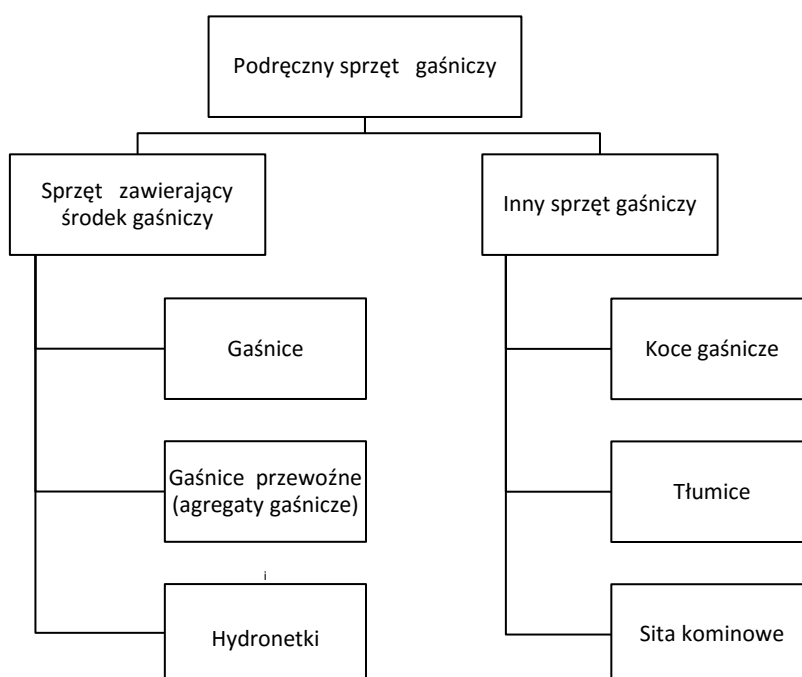 Podręczny sprzęt gaśniczy
Sprzęt zawierający
środek gaśniczy
Inny sprzęt gaśniczy
Gaśnice
Koce gaśnicze
Gaśnice przewoźne
(agregaty gaśnicze)
Tłumice
i
Hydronetki
Sita kominowe